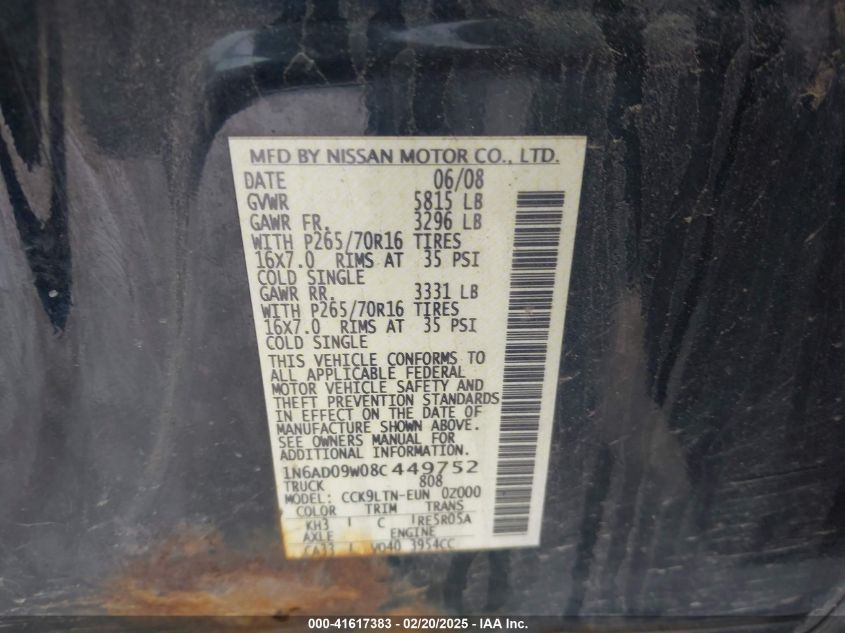 MFD BY NISSAN MOTOR CO., LTD.
DATE 06/08
GVWR 5815 LB
GAWR FR. 3296 LB
WITH P265/70R16 TIRES
16X7.0 RIMS AT 35 PSI
COLD SINGLE
GAWR RR. 3331 LB
WITH P265/70R16 TIRES
16X7.0 RIMS AT 35 PSI
COLD SINGLE
THIS VEHICLE CONFORMS TO
ALL APPLICABLE FEDERAL
MOTOR VEHICLE SAFETY AND
THEFT PREVENTION STANDARDS
IN EFFECT ON THE DATE OF
MANUFACTURE SHOWN ABOVE.
SEE OWNERS MANUAL FOR
ADDITIONAL INFORMATION.
1N6AD09W08C449752
TRUCK 808
MODEL: CCK9LTN-EUN 0Z000
COLOR TRIM TRANS
KH3 C RE5R05A
AXLE ENGINE
CA33 VQ40 3954CC
000-41617383 - 02/20/2025 - IAA Inc.